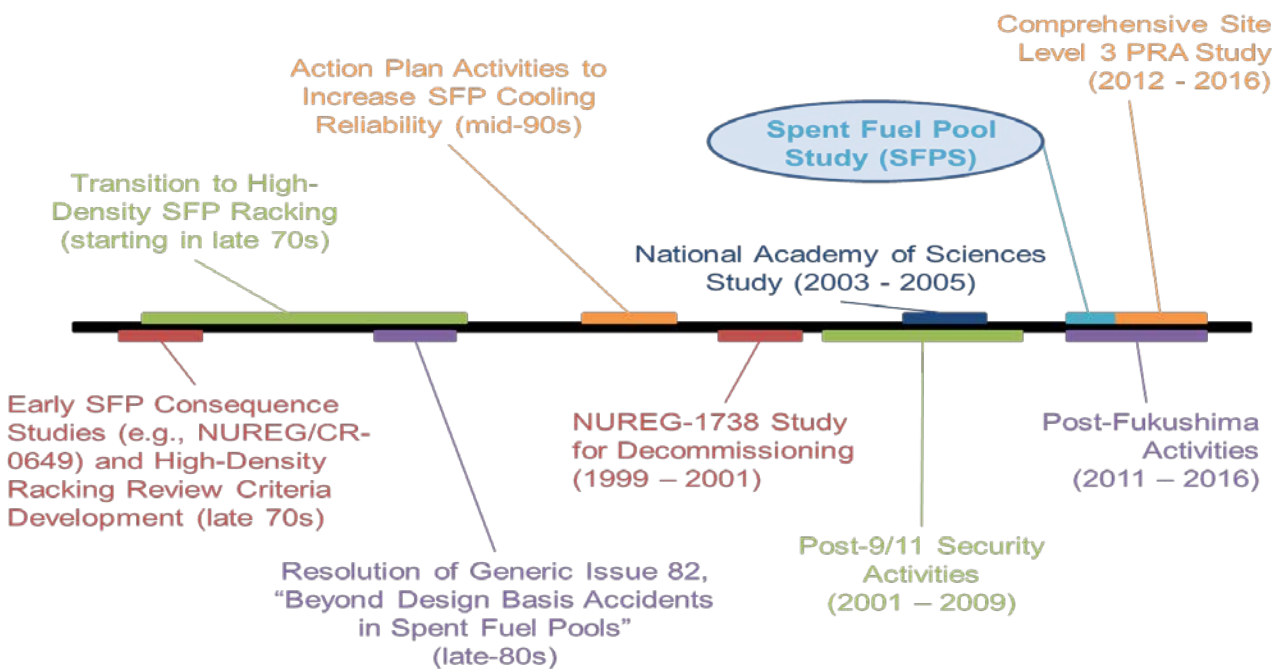 Comprehensive Site
Level 3 PRA Study
(2012 - 2016)
Action Plan Activities to
Increase SFP Cooling
Reliability (mid-90s)
Spent Fuel Pool
Study (SFPS)
Transition to High-
Density SFP Racking
(starting in late 70s)
National Academy of Sciences
Study (2003 - 2005)
Early SFP Consequence
Studies (e.g., NUREG/CR-
0649) and High-Density
Racking Review Criteria
Development (late 70s)
NUREG-1738 Study
for Decommissioning
(1999 – 2001)
Post-Fukushima
Activities
(2011 – 2016)
Resolution of Generic Issue 82,
“Beyond Design Basis Accidents
in Spent Fuel Pools”
(late-80s)
Post-9/11 Security
Activities
(2001 – 2009)